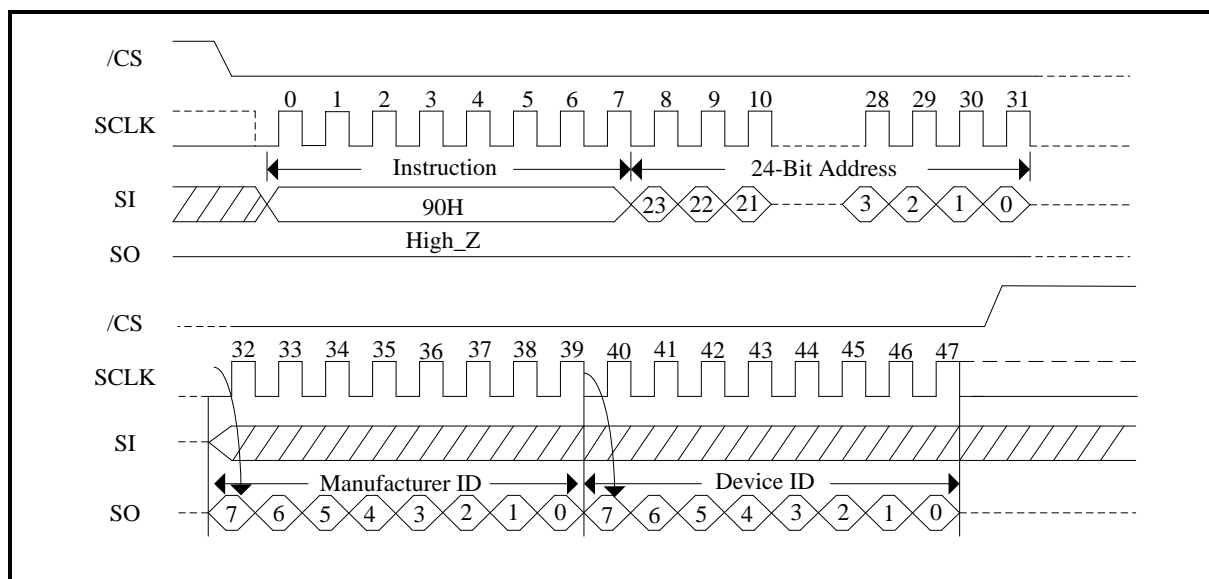 /CS
0 1 2 3 4 5 6 7 8 9 10 28 29 30 31
SCLK
Instruction 24-Bit Address
SI 90H 23 22 21 3 2 1 0
High_Z
SO
/CS
32 33 34 35 36 37 38 39 40 41 42 43 44 45 46 47
SCLK
SI
Manufacturer ID Device ID
SO 7 6 5 4 3 2 1 0 7 6 5 4 3 2 1 0